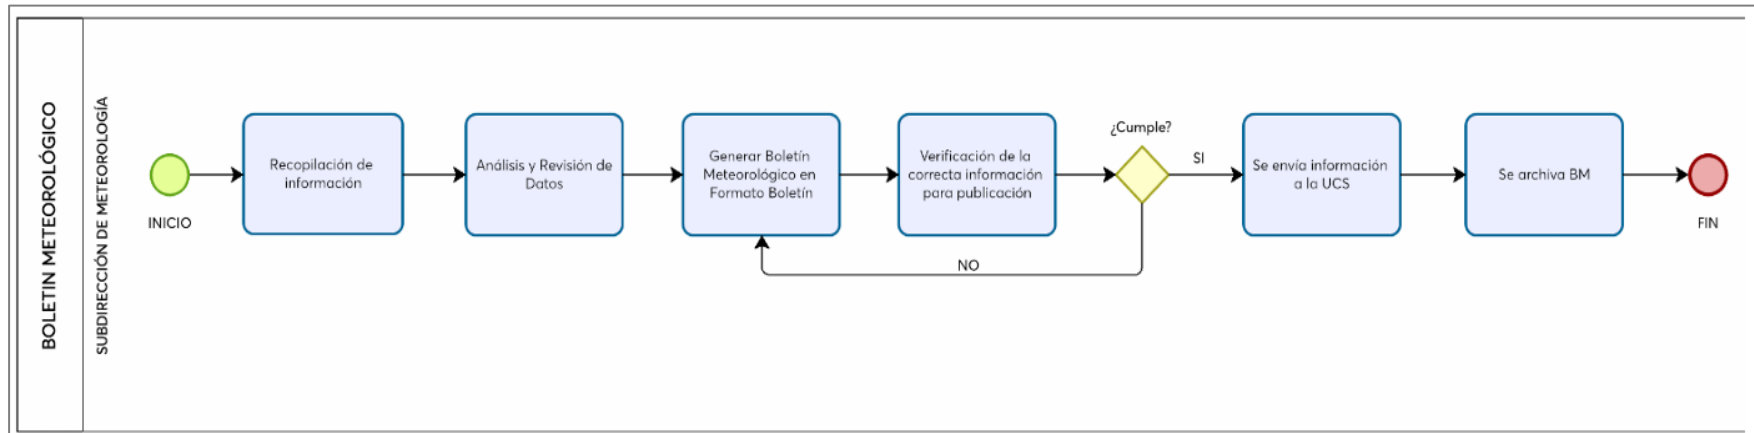 BOLETIN METEOROLÓGICO
SUBDIRECCIÓN DE METEOROLOGÍA
INICIO
Recopilación de
información
Análisis y Revisión de
Datos
Generar Boletín
Meteorológico en
Formato Boletín
Verificación de la
correcta información
para publicación
¿Cumple?
SI
NO
Se envía información
a la UCS
Se archiva BM
FIN